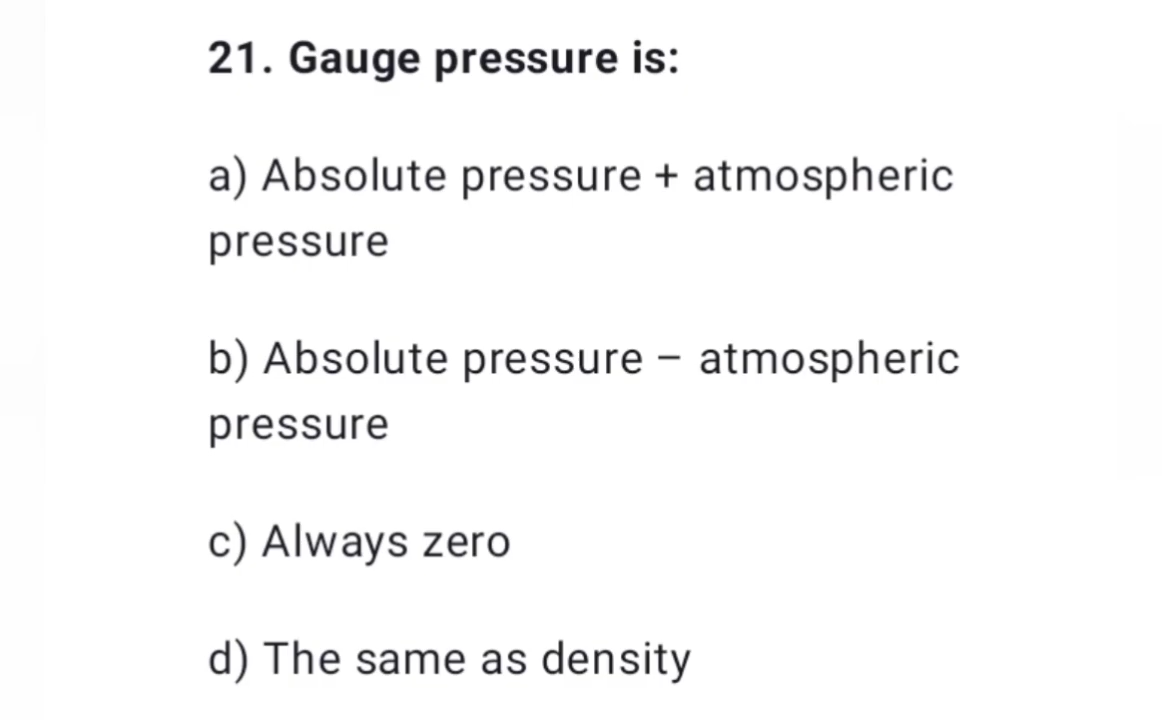 21. Gauge pressure is:
a) Absolute pressure + atmospheric
pressure
b) Absolute pressure – atmospheric
pressure
c) Always zero
d) The same as density